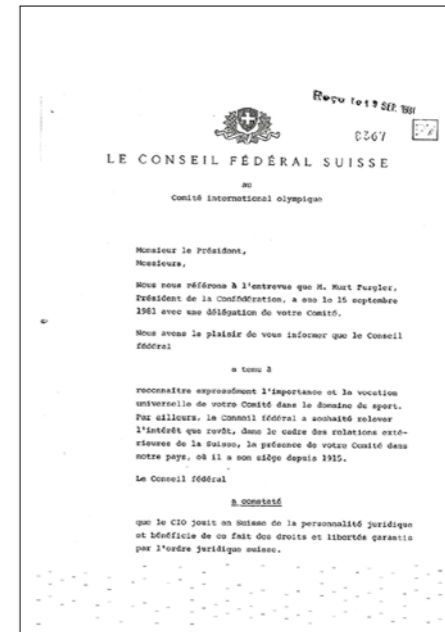 Reçu le 19 SEP. 1981
LE CONSEIL FÉDÉRAL SUISSE
au
Comité international olympique
Monsieur le Président,
Messieurs,
Nous nous référons à l'entrevue que M. Kurt Furgler,
Président de la Confédération, a eue le 15 septembre
1981 avec une délégation de votre Comité.
Nous avons le plaisir de vous informer que le Conseil
fédéral
a tenu à
reconnaître expressément l'importance et la vocation
universelle de votre Comité dans le domaine du sport.
Par ailleurs, le Conseil fédéral a souhaité relever
l'intérêt que revêt, dans le cadre des relations exté-
rieures de la Suisse, la présence de votre Comité dans
notre pays, où il a son siège depuis 1915.
Le Conseil fédéral
a constaté
que le CIO jouit en Suisse de la personnalité juridique
et bénéficie de ce fait des droits et libertés garantis
par l'ordre juridique suisse.